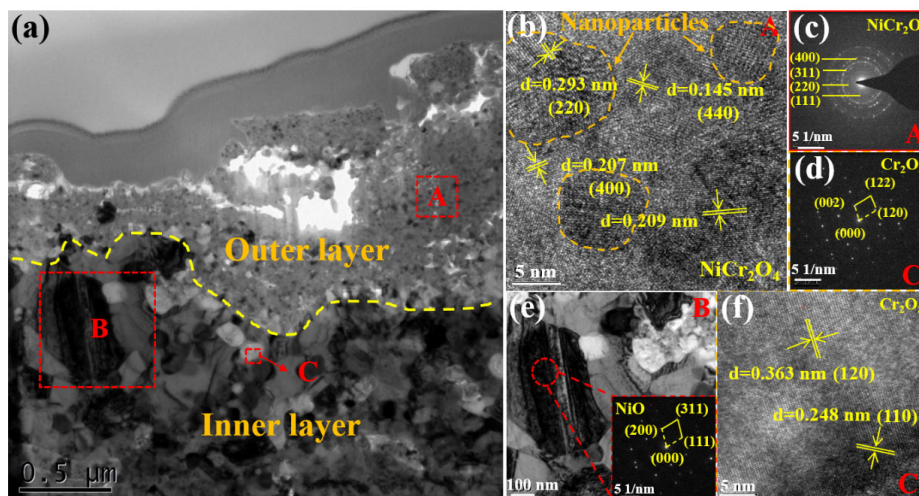 (a)
A
Outer layer
B
C
Inner layer
0.5 μm
(b)
Nanoparticles
A
d=0.293 nm
(220)
d=0.145 nm
(440)
d=0.207 nm
(400)
d=0.209 nm
5 nm
NiCr2O4
(c)
NiCr2O
(400)
(311)
(220)
(111)
5 1/nm
A
(d)
Cr2O
(122)
(002)
(120)
(000)
5 1/nm
C
(e)
B
NiO
(311)
(200)
(111)
(000)
100 nm
5 1/nm
(f)
Cr2O
d=0.363 nm (120)
d=0.248 nm (110)
5 nm
C